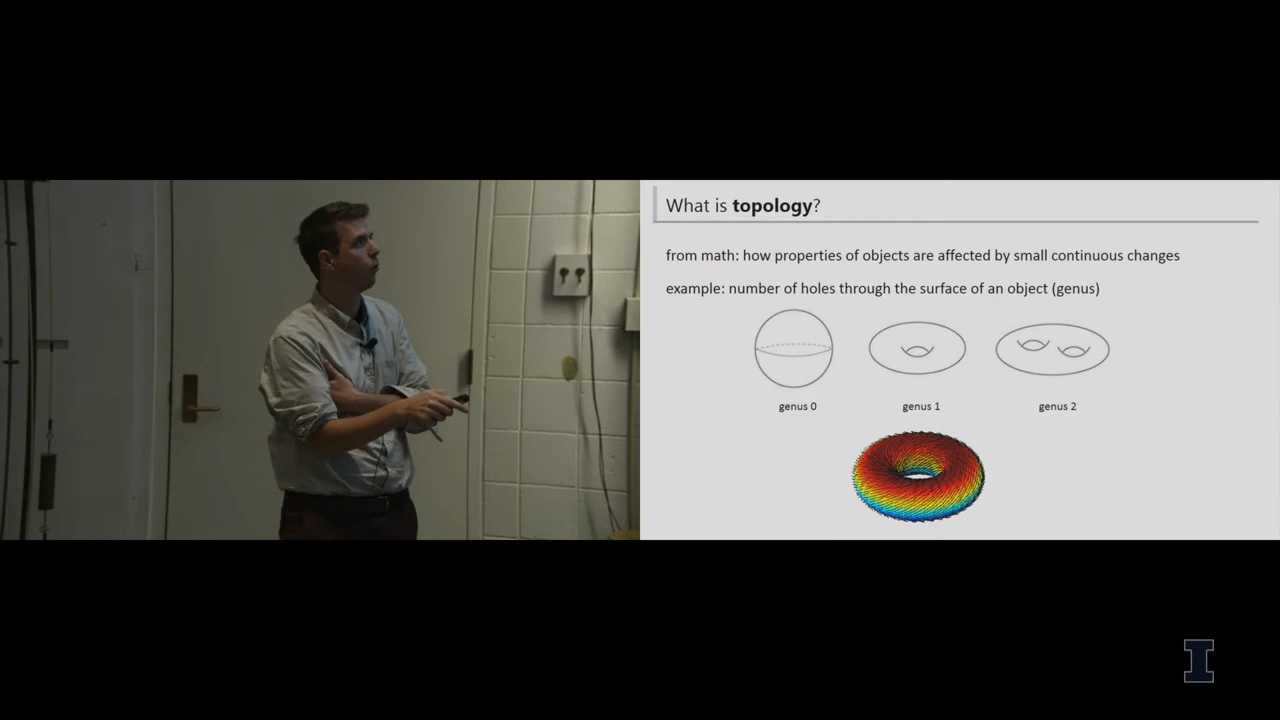 What is topology?
from math: how properties of objects are affected by small continuous changes
example: number of holes through the surface of an object (genus)
genus 0
genus 1
genus 2
I